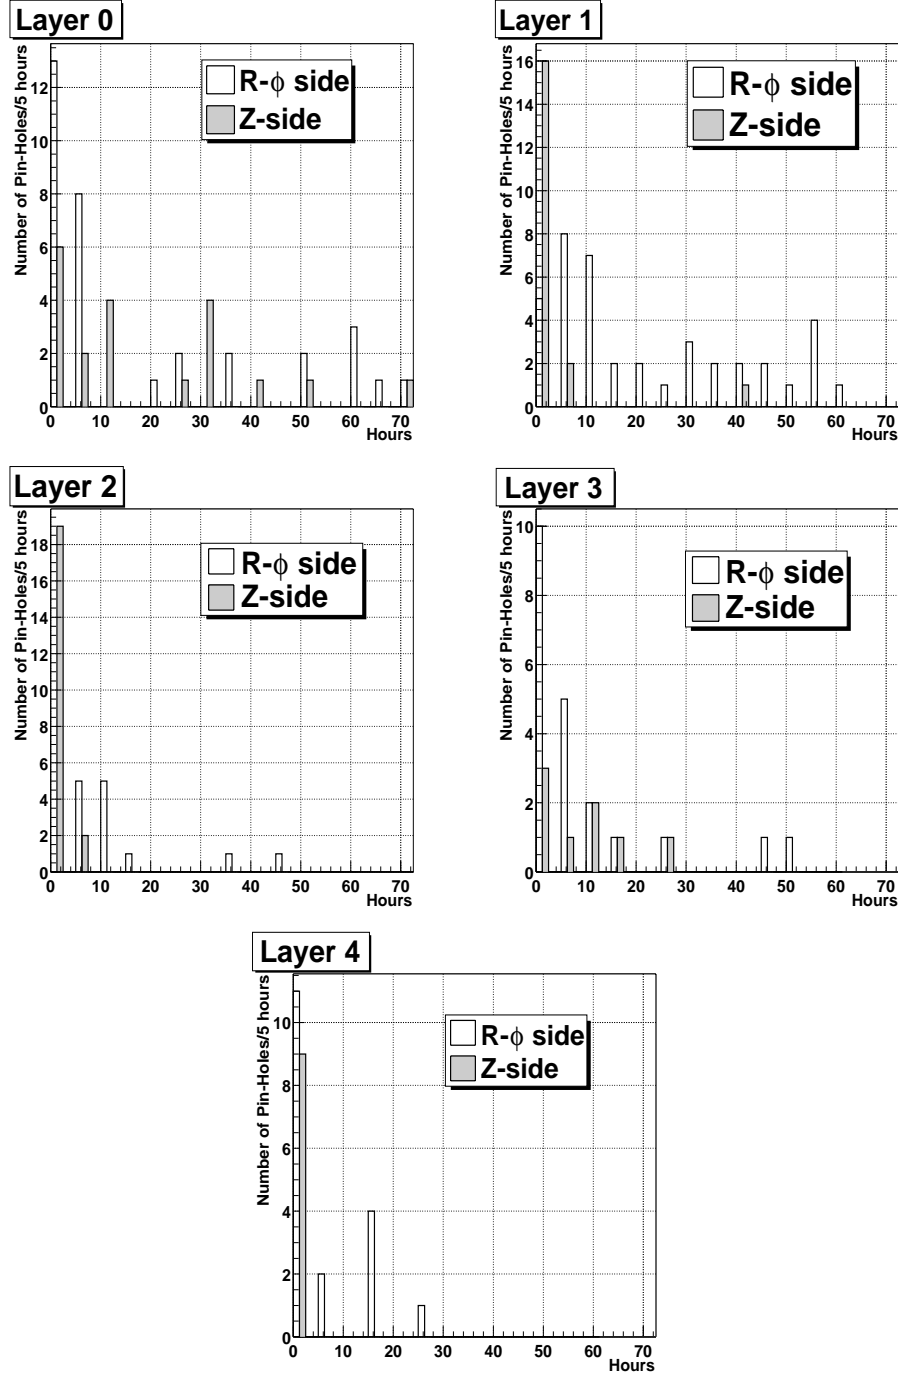 Layer 0
Number of Pin-Holes/5 hours
R-ϕ side
Z-side
12
10
8
6
4
2
0
0 10 20 30 40 50 60 70
Hours
Layer 1
Number of Pin-Holes/5 hours
R-ϕ side
Z-side
16
14
12
10
8
6
4
2
0
0 10 20 30 40 50 60 70
Hours
Layer 2
Number of Pin-Holes/5 hours
R-ϕ side
Z-side
18
16
14
12
10
8
6
4
2
0
0 10 20 30 40 50 60 70
Hours
Layer 3
Number of Pin-Holes/5 hours
R-ϕ side
Z-side
10
8
6
4
2
0
0 10 20 30 40 50 60 70
Hours
Layer 4
Number of Pin-Holes/5 hours
R-ϕ side
Z-side
10
8
6
4
2
0
0 10 20 30 40 50 60 70
Hours